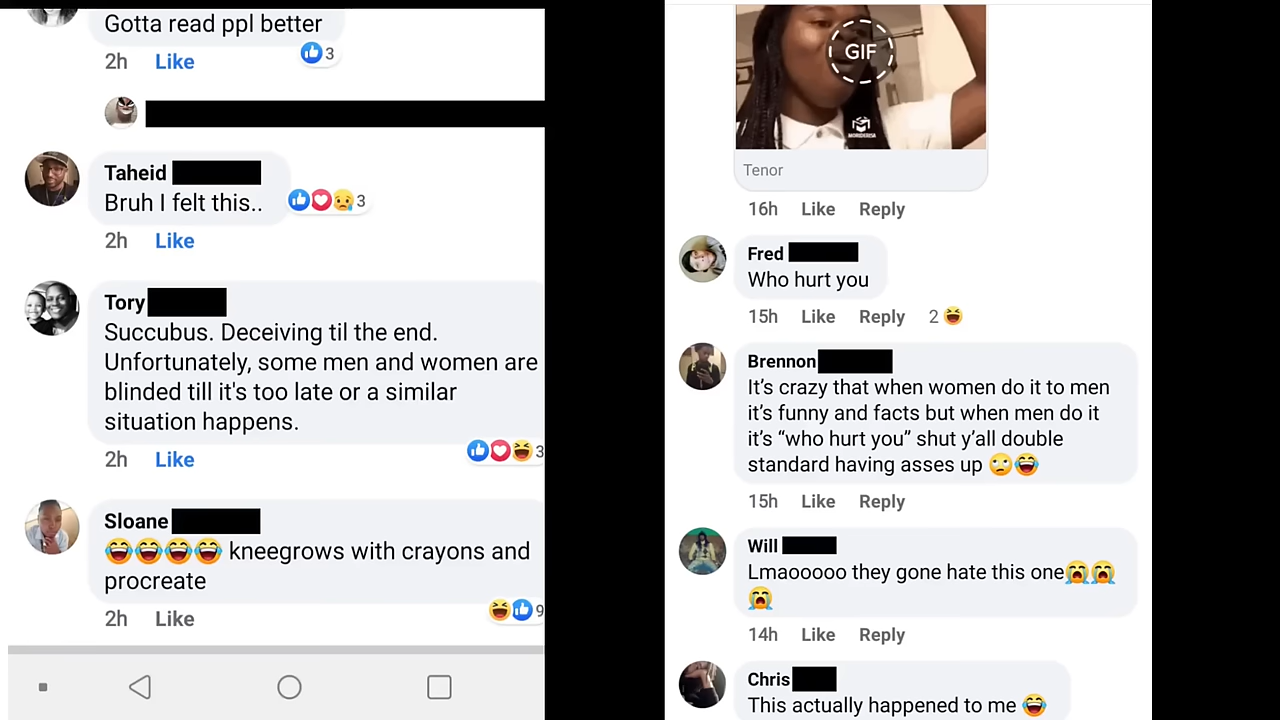 Gotta read ppl better
2h Like 3
Taheid
Bruh I felt this..
3
2h Like
Tory
Succubus. Deceiving til the end.
Unfortunately, some men and women are
blinded till it's too late or a similar
situation happens.
2h Like 3
Sloane
😂😂😂😂 kneegrows with crayons and
procreate
2h Like 9
GIF
MORIDERISA
Tenor
16h Like Reply
Fred
Who hurt you
15h Like Reply 2 😆
Brennon
It’s crazy that when women do it to men
it’s funny and facts but when men do it
it’s “who hurt you” shut y’all double
standard having asses up 🙄😂
15h Like Reply
Will
Lmaooooo they gone hate this one😭😭
😭
14h Like Reply
Chris
This actually happened to me 😂